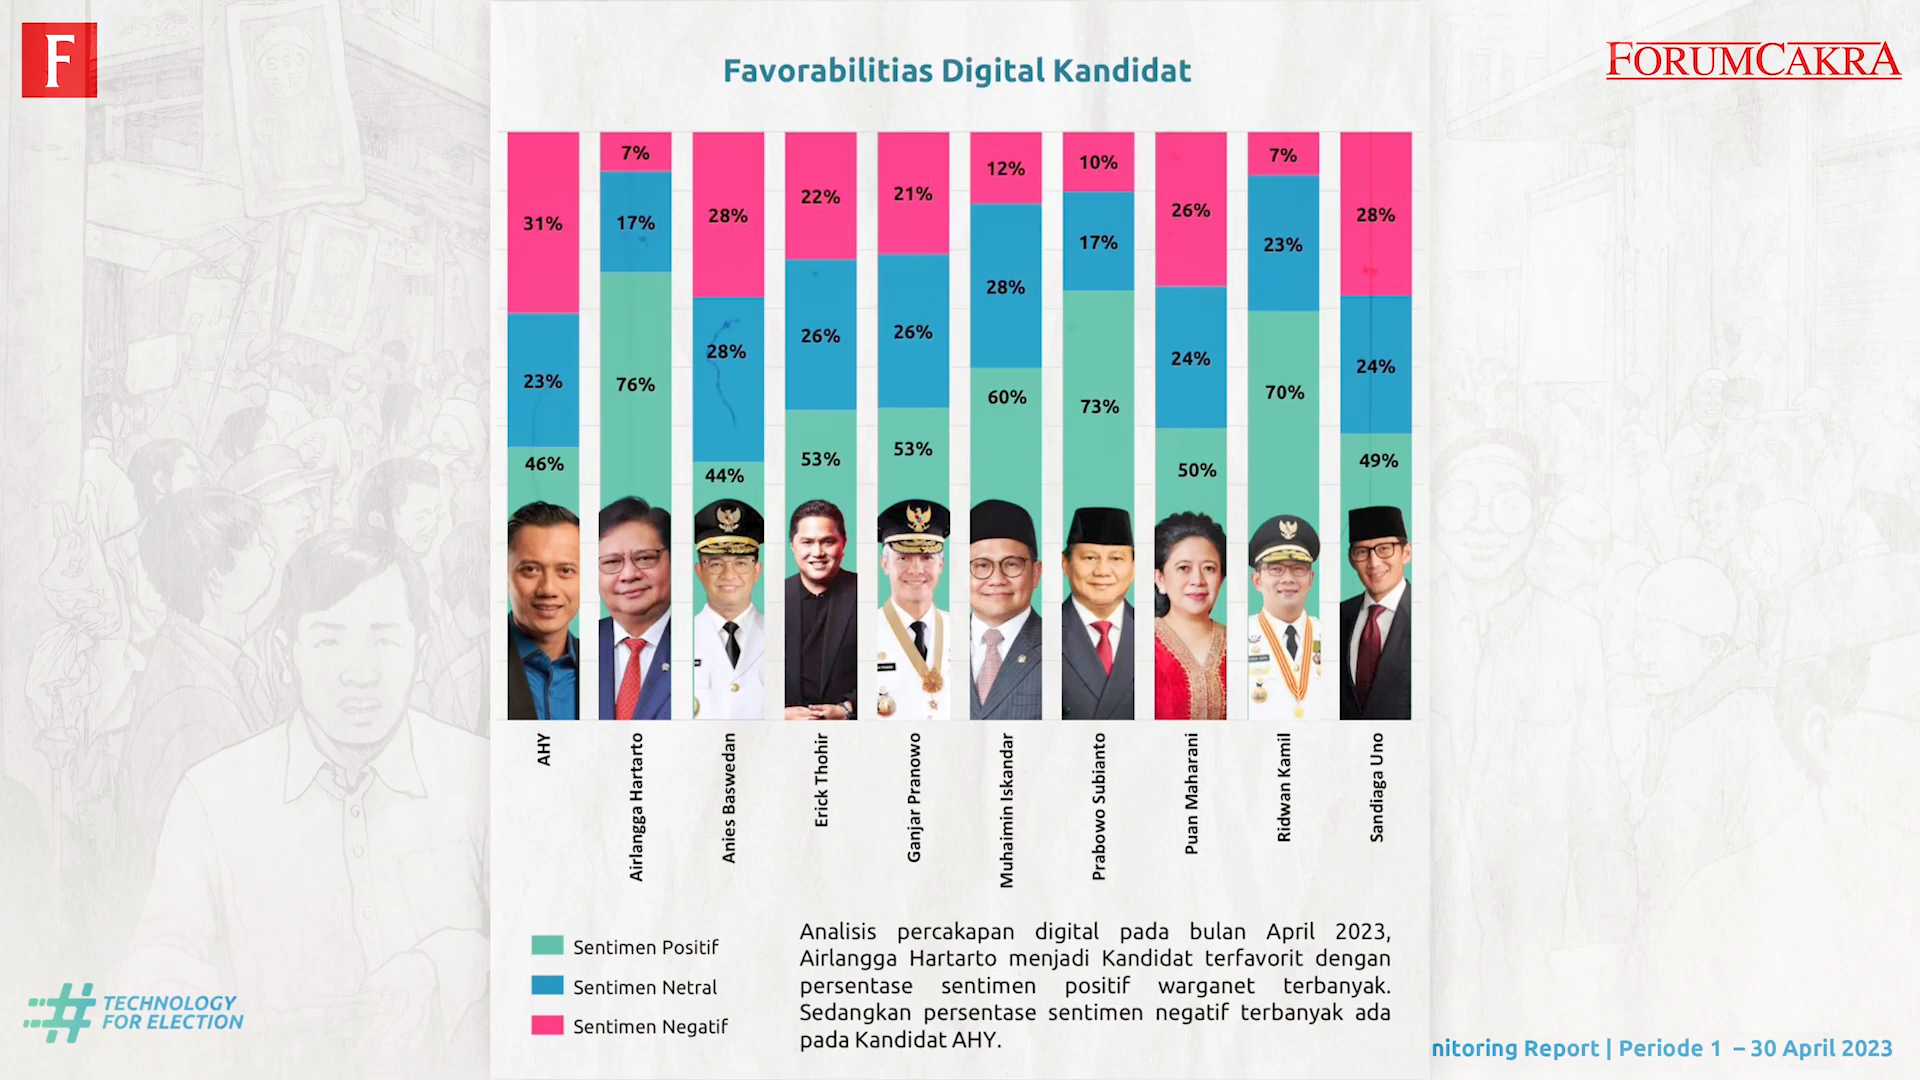 F
FORUMCAKRA
Favorabilitias Digital Kandidat
31%
7%
28%
22%
21%
12%
10%
26%
7%
28%
23%
17%
28%
26%
26%
28%
17%
24%
23%
24%
46%
76%
44%
53%
53%
60%
73%
50%
70%
49%
AHY
Airlangga Hartarto
Anies Baswedan
Erick Thohir
Ganjar Pranowo
Muhaimin Iskandar
Prabowo Subianto
Puan Maharani
Ridwan Kamil
Sandiaga Uno
Sentimen Positif
Sentimen Netral
Sentimen Negatif
Analisis percakapan digital pada bulan April 2023,
Airlangga Hartarto menjadi Kandidat terfavorit dengan
persentase sentimen positif warganet terbanyak.
Sedangkan persentase sentimen negatif terbanyak ada
pada Kandidat AHY.
# TECHNOLOGY
FOR ELECTION
nitoring Report | Periode 1 – 30 April 2023